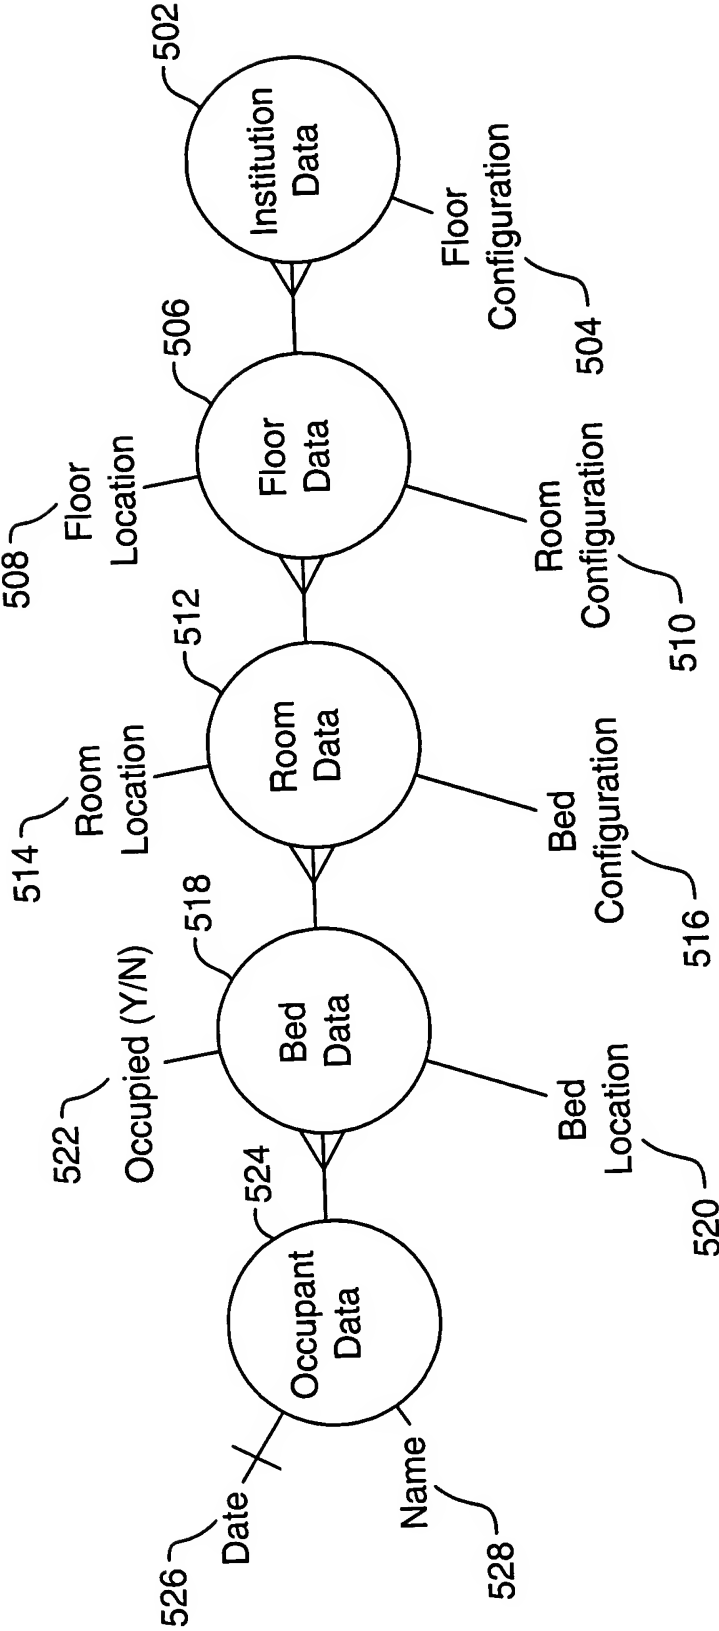 526
Date
Occupant
Data
524
Name
528
522
Occupied (Y/N)
Bed
Data
518
Bed
Location
520
514
Room
Location
Room
Data
512
Bed
Configuration
516
508
Floor
Location
Floor
Data
506
Room
Configuration
510
Institution
Data
502
Floor
Configuration
504